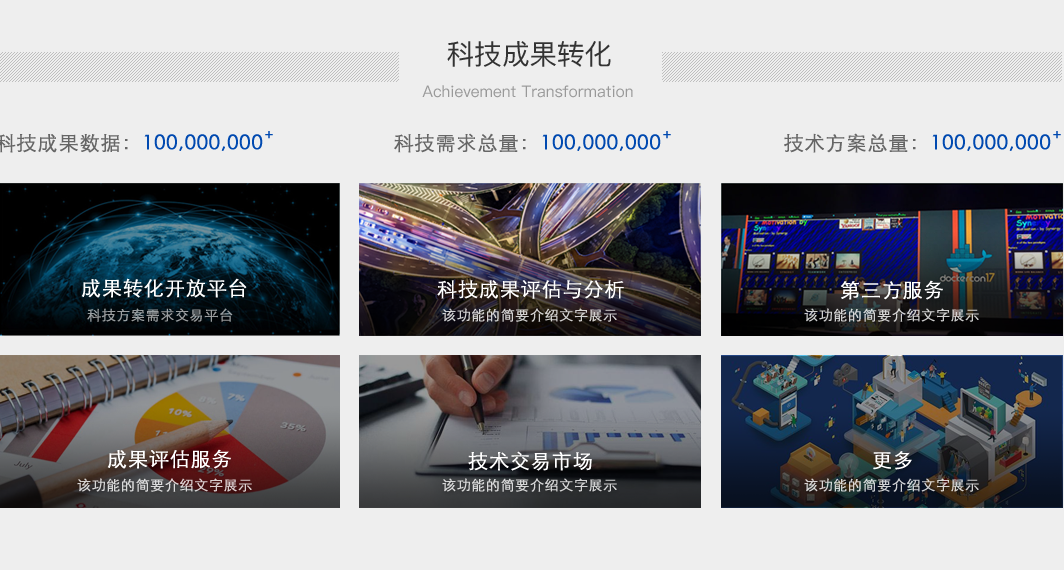 科技成果转化
Achievement Transformation
科技成果数据：100,000,000+
科技需求总量：100,000,000+
技术方案总量：100,000,000+
成果转化开放平台
科技方案需求交易平台
科技成果评估与分析
该功能的简要介绍文字展示
Motivation by
dockercon17
第三方服务
该功能的简要介绍文字展示
10%
7%
35%
July
成果评估服务
该功能的简要介绍文字展示
技术交易市场
该功能的简要介绍文字展示
更多
该功能的简要介绍文字展示